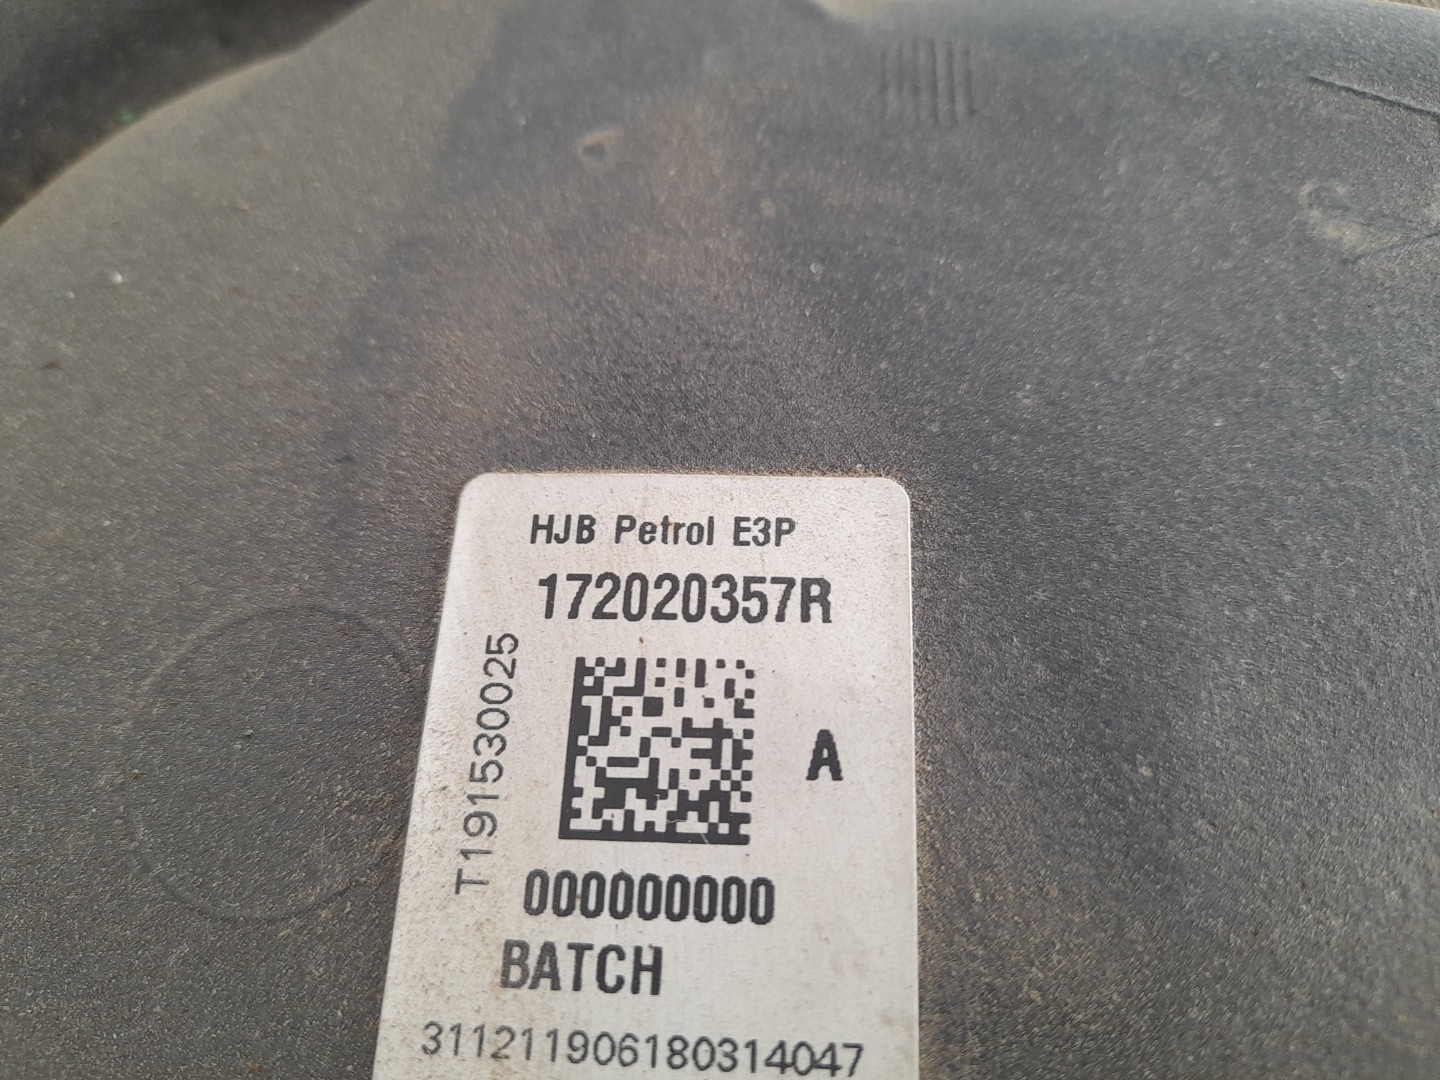 HJB Petrol E3P
172020357R
T191530025
A
000000000
BATCH
311211906180314047